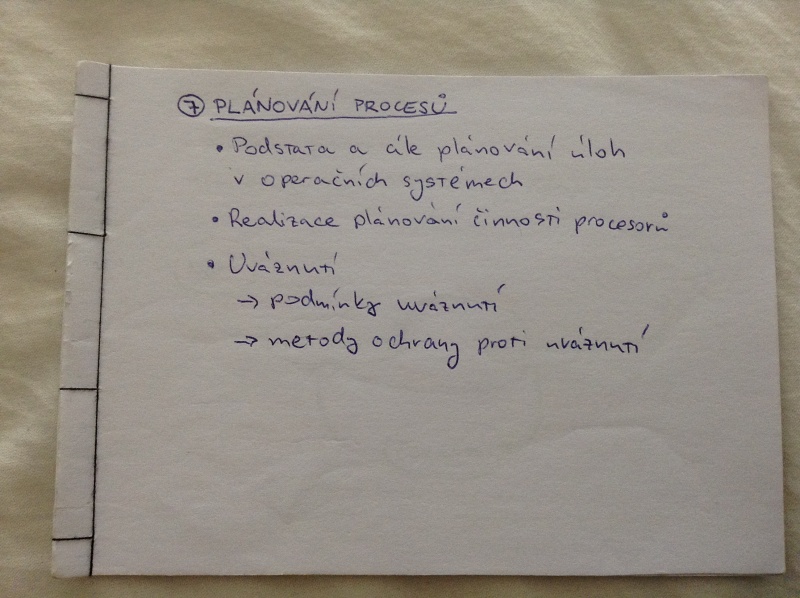 ⑦ PLÁNOVÁNÍ PROCESŮ
• Podstata a cíle plánování úloh
v operačních systémech
• Realizace plánování činnosti procesorů
• Uváznutí
→ podmínky uváznutí
→ metody ochrany proti uváznutí